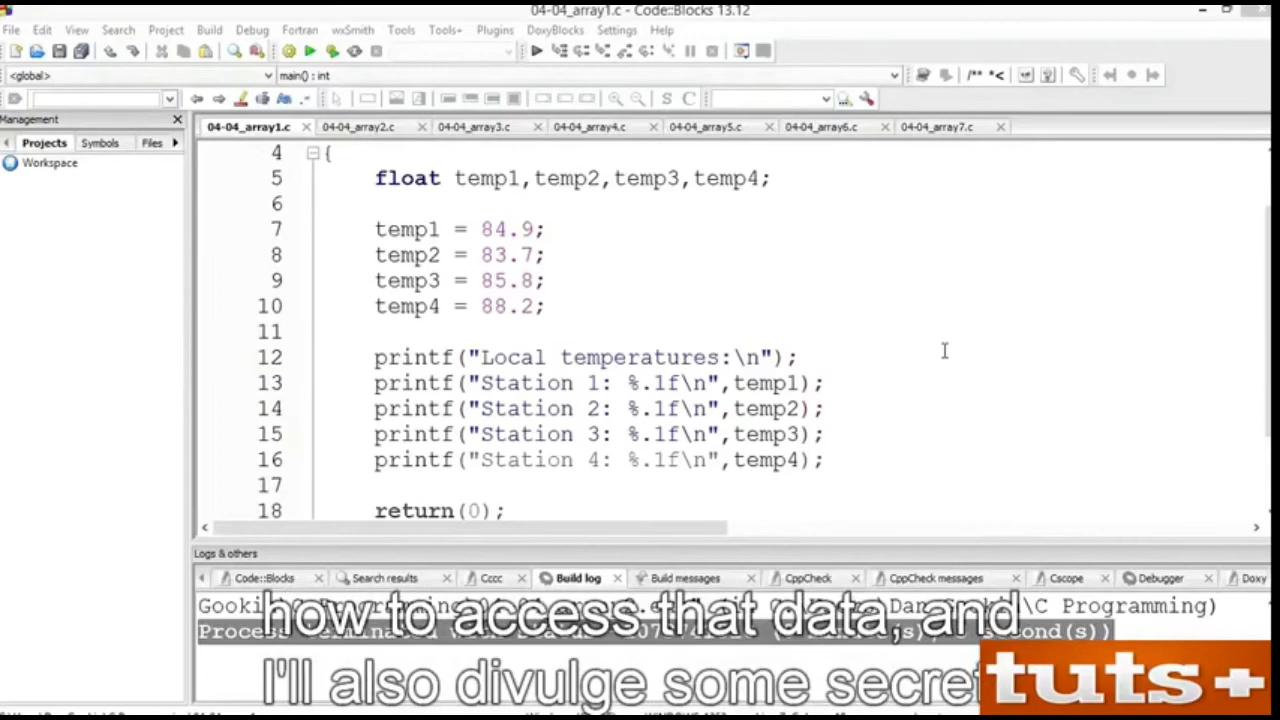 04-04_array1.c - Code::Blocks 13.12
File Edit View Search Project Build Debug Fortran wxSmith Tools Tools+ Plugins DoxyBlocks Settings Help
<global> main() : int /** *<
S C
Management
04-04_array1.c 04-04_array2.c 04-04_array3.c 04-04_array4.c 04-04_array5.c 04-04_array6.c 04-04_array7.c
Projects Symbols Files
Workspace
4 {
5 float temp1,temp2,temp3,temp4;
6
7 temp1 = 84.9;
8 temp2 = 83.7;
9 temp3 = 85.8;
10 temp4 = 88.2;
11
12 printf("Local temperatures:\n");
13 printf("Station 1: %.1f\n",temp1);
14 printf("Station 2: %.1f\n",temp2);
15 printf("Station 3: %.1f\n",temp3);
16 printf("Station 4: %.1f\n",temp4);
17
18 return(0);
Logs & others
Code::Blocks Search results Cccc Build log Build messages CppCheck CppCheck messages Cscope Debugger Doxy
C Programming)
how to access that data, and
I'll also divulge some secret
tuts+